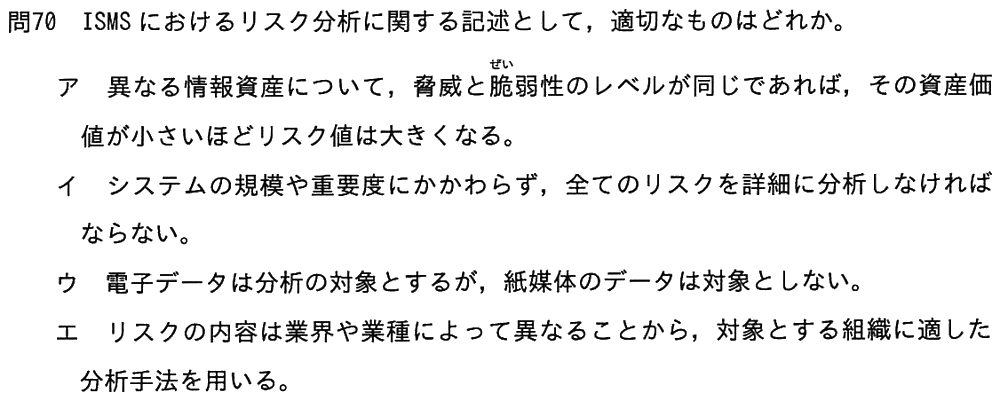 問70 ISMSにおけるリスク分析に関する記述として，適切なものはどれか。
ぜい
ア 異なる情報資産について，脅威と脆弱性のレベルが同じであれば，その資産価
値が小さいほどリスク値は大きくなる。
イ システムの規模や重要度にかかわらず，全てのリスクを詳細に分析しなければ
ならない。
ウ 電子データは分析の対象とするが，紙媒体のデータは対象としない。
エ リスクの内容は業界や業種によって異なることから，対象とする組織に適した
分析手法を用いる。